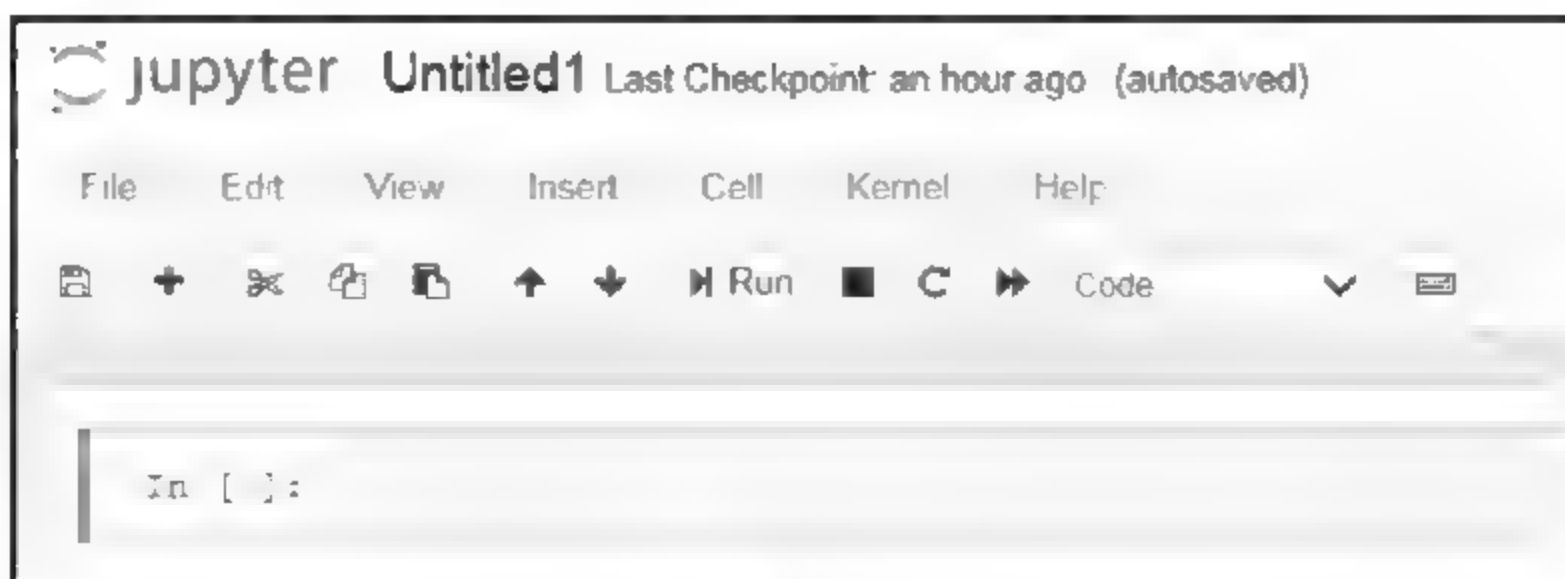 jupyter Untitled1 Last Checkpoint: an hour ago (autosaved)
File Edit View Insert Cell Kernel Help
Run Code
In [ ]: